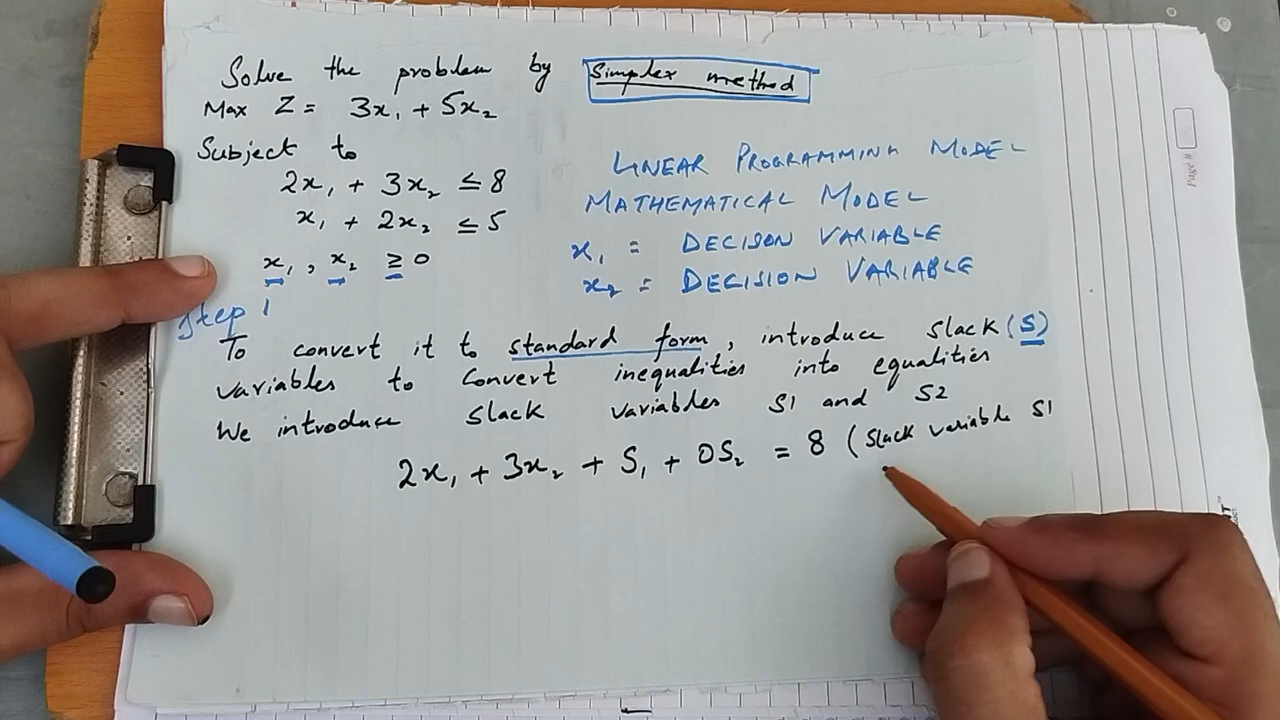 Solve the problem by Simplex method
Max Z = 3x₁ + 5x₂
Subject to
2x₁ + 3x₂ ≤ 8
x₁ + 2x₂ ≤ 5
x₁, x₂ ≥ 0
LINEAR PROGRAMMING MODEL
MATHEMATICAL MODEL
x₁ = DECISON VARIABLE
x₂ = DECISION VARIABLE
Step 1
To convert it to standard form, introduce slack (S)
variables to convert inequalities into equalities
We introduce slack variables S1 and S2
2x₁ + 3x₂ + S₁ + 0S₂ = 8 (Slack variable S1
Page #